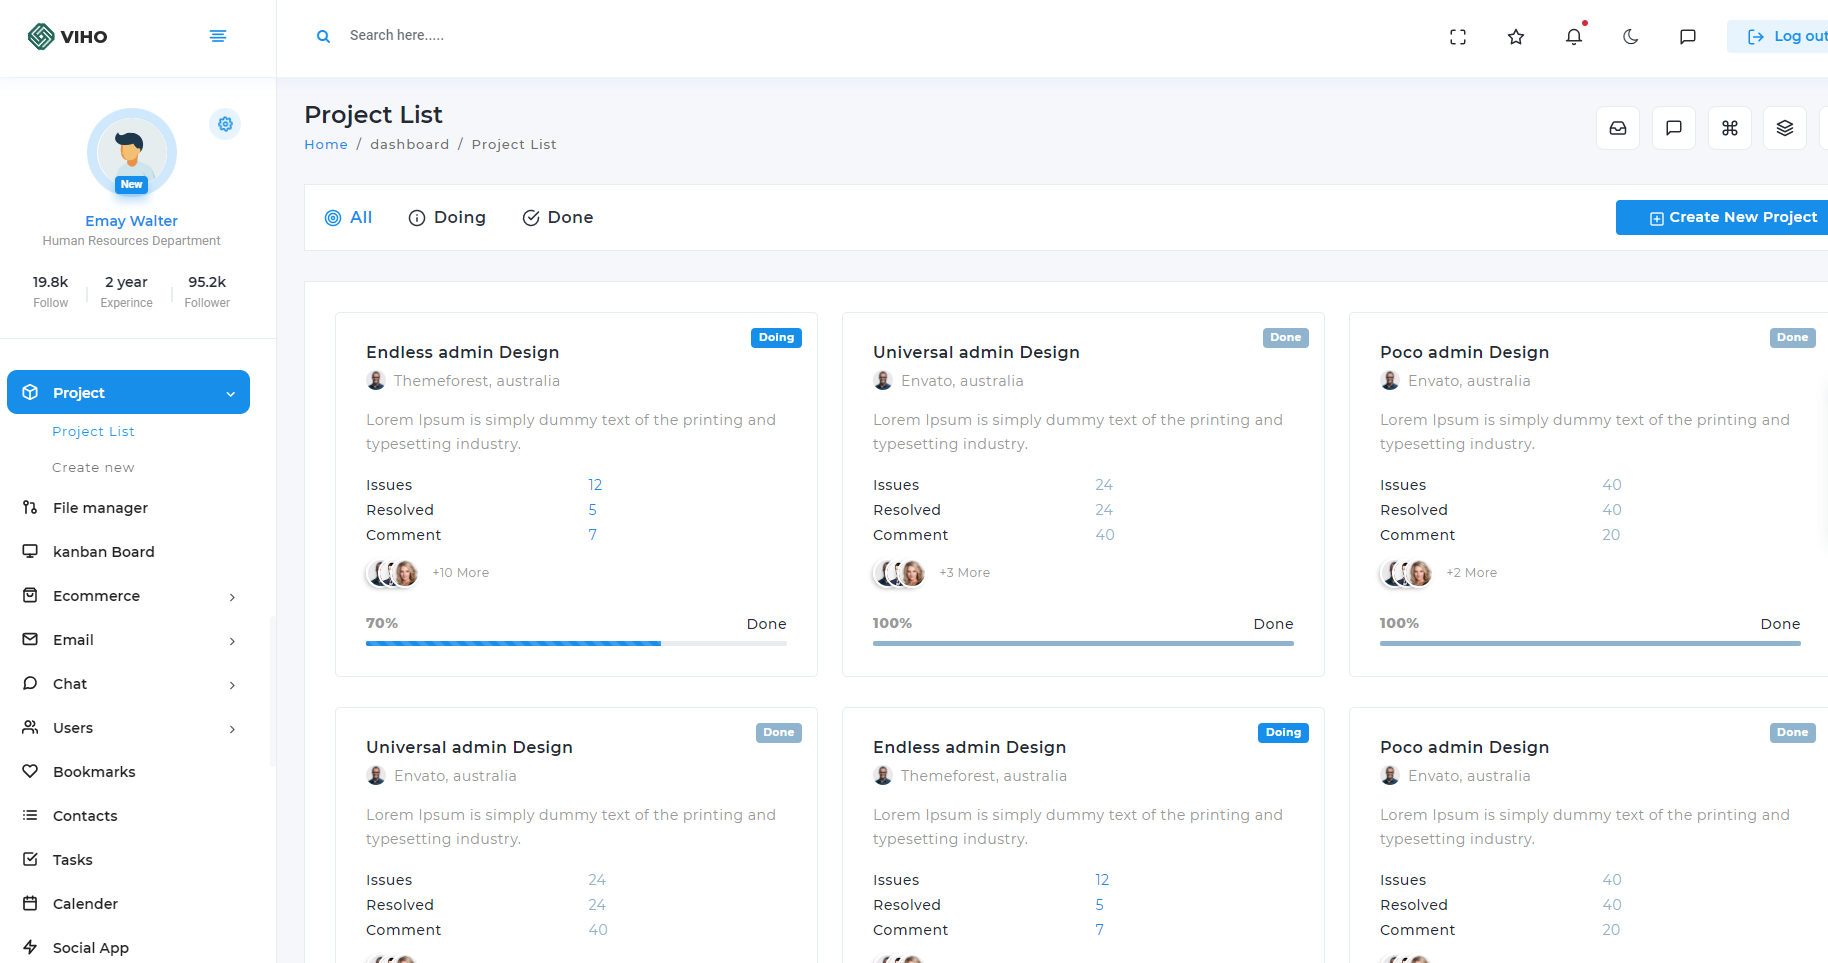 VIHO
Search here.....
Log out
New
Emay Walter
Human Resources Department
19.8k 2 year 95.2k
Follow Experince Follower
Project
Project List
Create new
File manager
kanban Board
Ecommerce
Email
Chat
Users
Bookmarks
Contacts
Tasks
Calender
Social App
Project List
Home / dashboard / Project List
All Doing Done
Create New Project
Doing
Endless admin Design
Themeforest, australia
Lorem Ipsum is simply dummy text of the printing and
typesetting industry.
Issues 12
Resolved 5
Comment 7
+10 More
70% Done
Done
Universal admin Design
Envato, australia
Lorem Ipsum is simply dummy text of the printing and
typesetting industry.
Issues 24
Resolved 24
Comment 40
+3 More
100% Done
Done
Poco admin Design
Envato, australia
Lorem Ipsum is simply dummy text of the printing and
typesetting industry.
Issues 40
Resolved 40
Comment 20
+2 More
100% Done
Done
Universal admin Design
Envato, australia
Lorem Ipsum is simply dummy text of the printing and
typesetting industry.
Issues 24
Resolved 24
Comment 40
Doing
Endless admin Design
Themeforest, australia
Lorem Ipsum is simply dummy text of the printing and
typesetting industry.
Issues 12
Resolved 5
Comment 7
Done
Poco admin Design
Envato, australia
Lorem Ipsum is simply dummy text of the printing and
typesetting industry.
Issues 40
Resolved 40
Comment 20